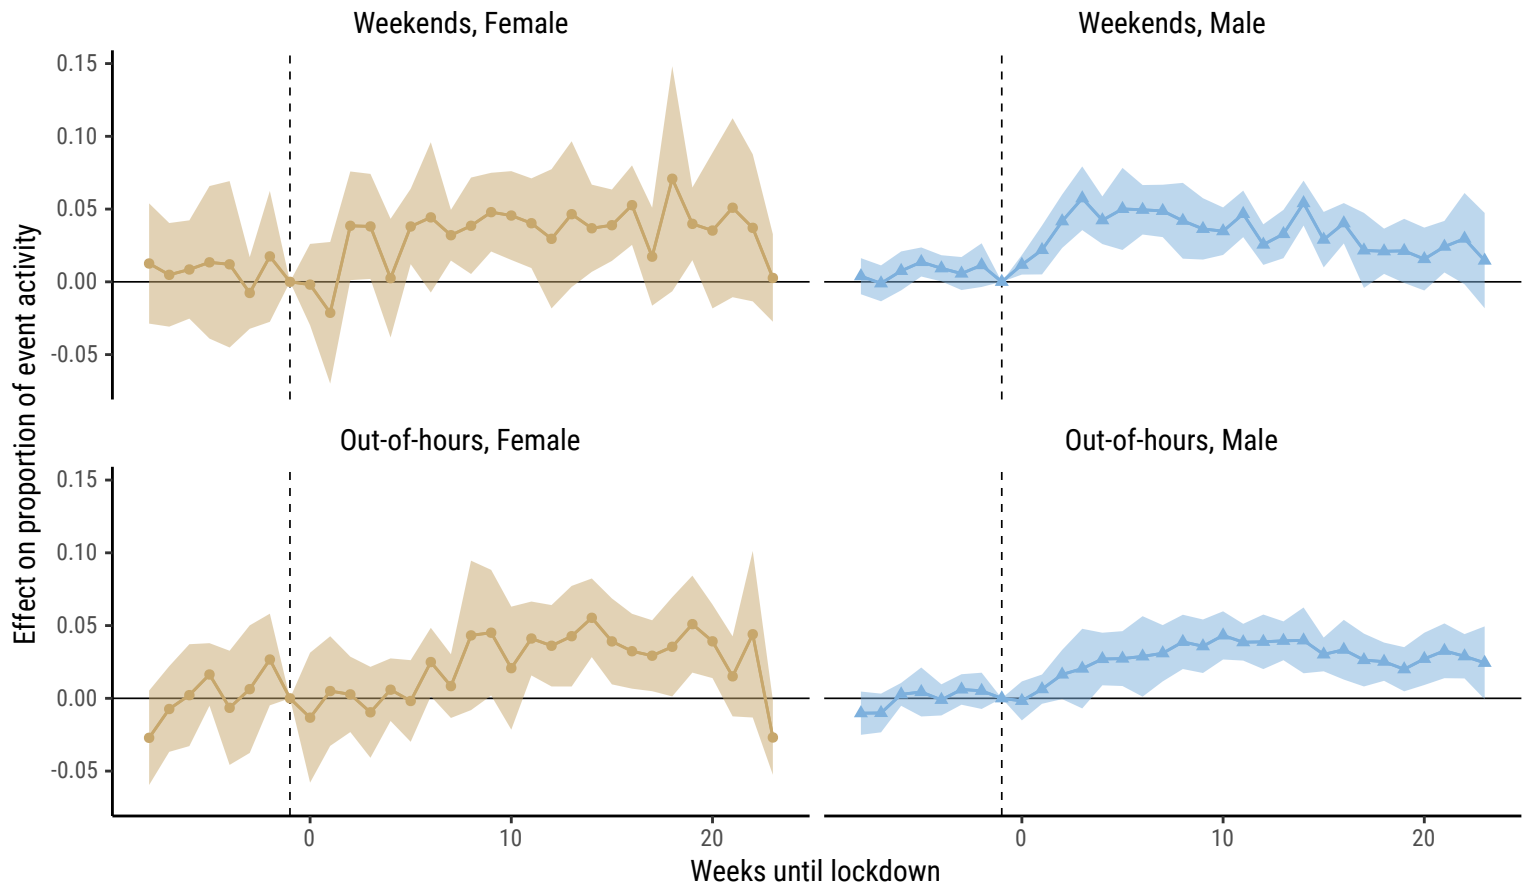 Weekends, Female
Weekends, Male
0.15
0.10
0.05
0.00
-0.05
Effect on proportion of event activity
Out-of-hours, Female
Out-of-hours, Male
0.15
0.10
0.05
0.00
-0.05
0
10
20
0
10
20
Weeks until lockdown